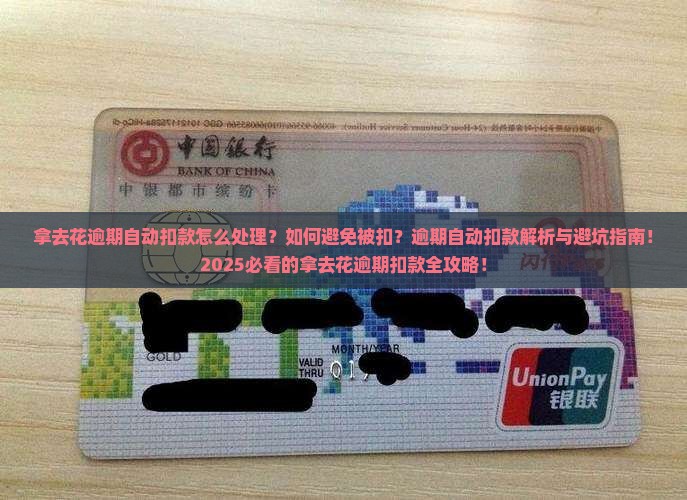 中国银行
BANK OF CHINA
中银都市缤纷卡
拿去花逾期自动扣款怎么处理？如何避免被扣？逾期自动扣款解析与避坑指南！
2025必看的拿去花逾期扣款全攻略！
GOLD
MONTH/YEAR
VALID
THRU
01/
UnionPay
银联